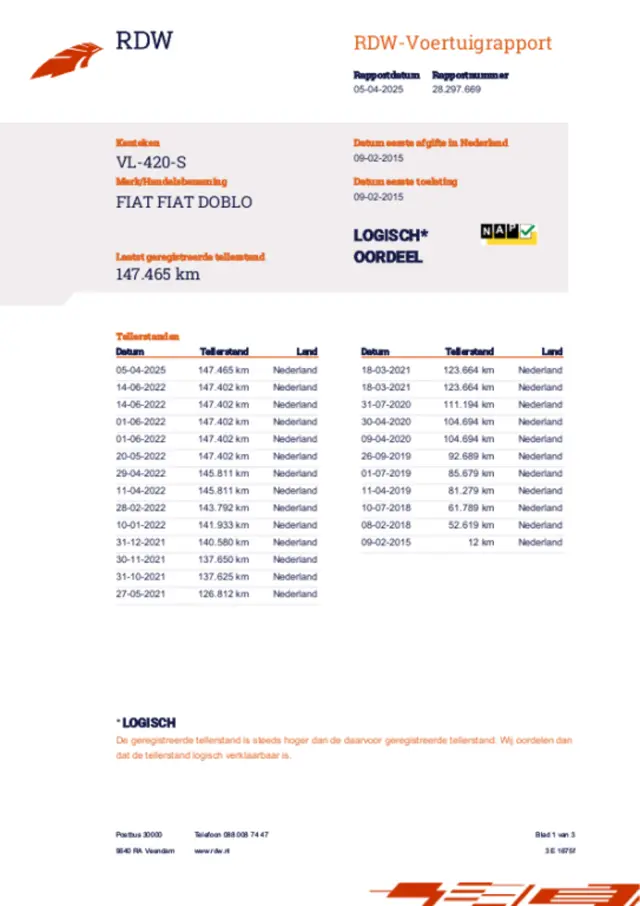 RDW
RDW-Voertuigrapport
Rapportdatum Rapportnummer
05-04-2025 28.297.669
Kenteken
VL-420-S
Merk/Handelsbenaming
FIAT FIAT DOBLO
Laatst geregistreerde tellerstand
147.465 km
Datum eerste afgifte in Nederland
09-02-2015
Datum eerste toelating
09-02-2015
LOGISCH*
OORDEEL
NAP
Tellerstanden
Datum Tellerstand Land
05-04-2025 147.465 km Nederland
14-06-2022 147.402 km Nederland
14-06-2022 147.402 km Nederland
01-06-2022 147.402 km Nederland
01-06-2022 147.402 km Nederland
20-05-2022 147.402 km Nederland
29-04-2022 145.811 km Nederland
11-04-2022 145.811 km Nederland
28-02-2022 143.792 km Nederland
10-01-2022 141.933 km Nederland
31-12-2021 140.580 km Nederland
30-11-2021 137.650 km Nederland
31-10-2021 137.625 km Nederland
27-05-2021 126.812 km Nederland
Datum Tellerstand Land
18-03-2021 123.664 km Nederland
18-03-2021 123.664 km Nederland
31-07-2020 111.194 km Nederland
30-04-2020 104.694 km Nederland
09-04-2020 104.694 km Nederland
26-09-2019 92.689 km Nederland
01-07-2019 85.679 km Nederland
11-04-2019 81.279 km Nederland
10-07-2018 61.789 km Nederland
08-02-2018 52.619 km Nederland
09-02-2015 12 km Nederland
* LOGISCH
De geregistreerde tellerstand is steeds hoger dan de daarvoor geregistreerde tellerstand. Wij oordelen dan
dat de tellerstand logisch verklaarbaar is.
Postbus 30000 Telefoon 088 008 74 47 Blad 1 van 3
9640 RA Veendam www.rdw.nl 3 E 1675f